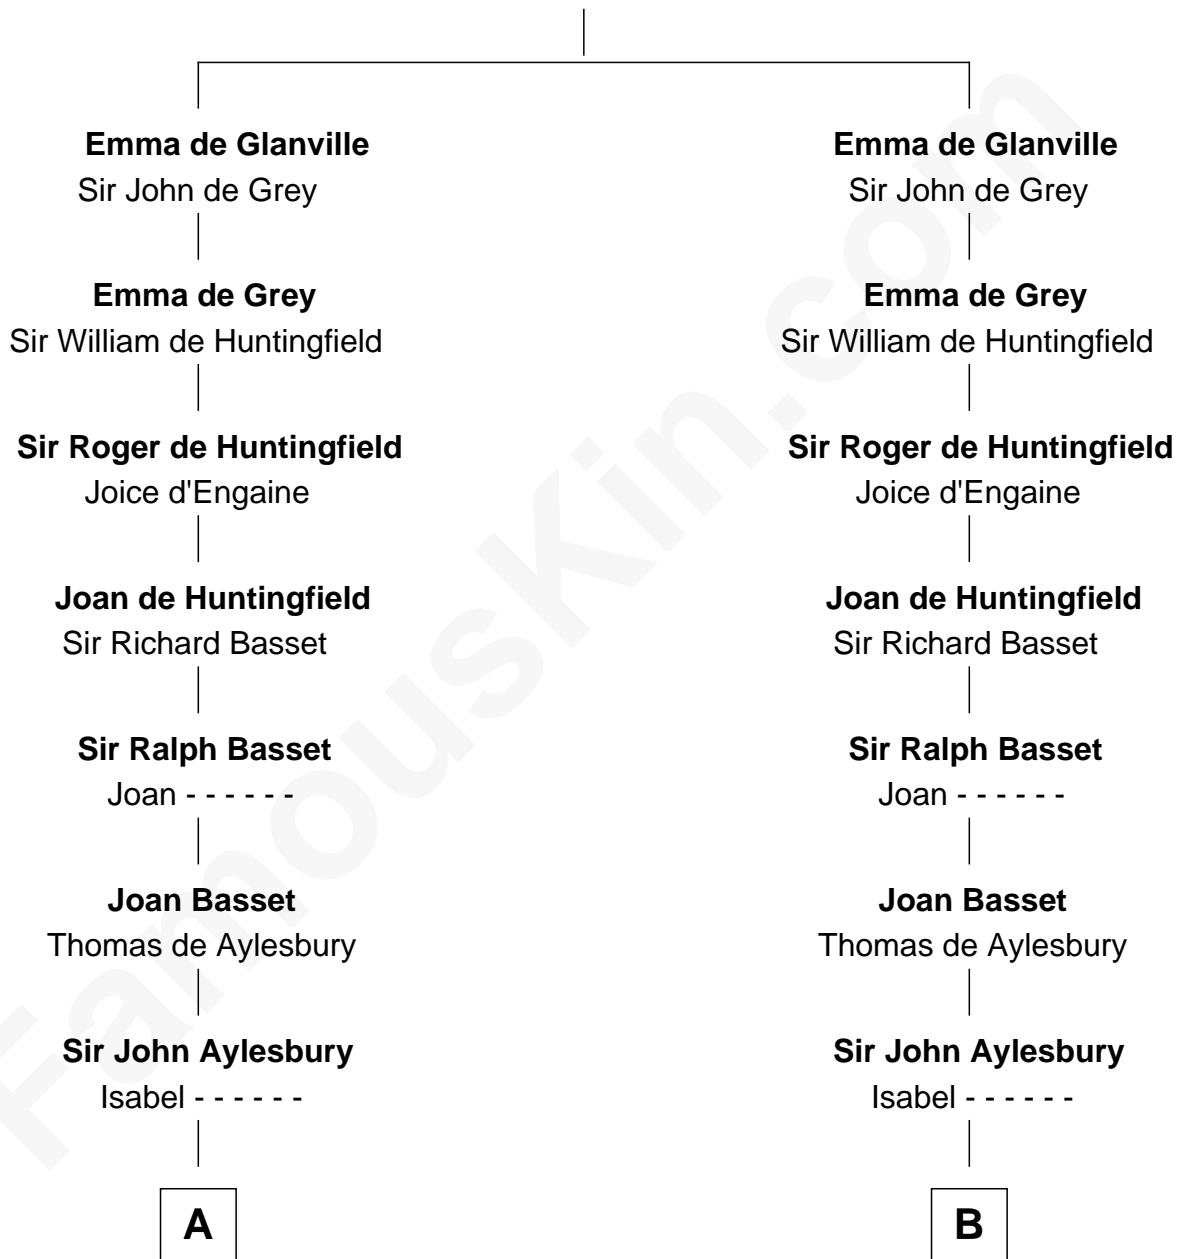 Emma de Glanville
Sir John de Grey
Emma de Grey
Sir William de Huntingfield
Sir Roger de Huntingfield
Joice d'Engaine
Joan de Huntingfield
Sir Richard Basset
Sir Ralph Basset
Joan - - - - - -
Joan Basset
Thomas de Aylesbury
Sir John Aylesbury
Isabel - - - - - -
A
Emma de Glanville
Sir John de Grey
Emma de Grey
Sir William de Huntingfield
Sir Roger de Huntingfield
Joice d'Engaine
Joan de Huntingfield
Sir Richard Basset
Sir Ralph Basset
Joan - - - - - -
Joan Basset
Thomas de Aylesbury
Sir John Aylesbury
Isabel - - - - - -
B
FamousKin.com